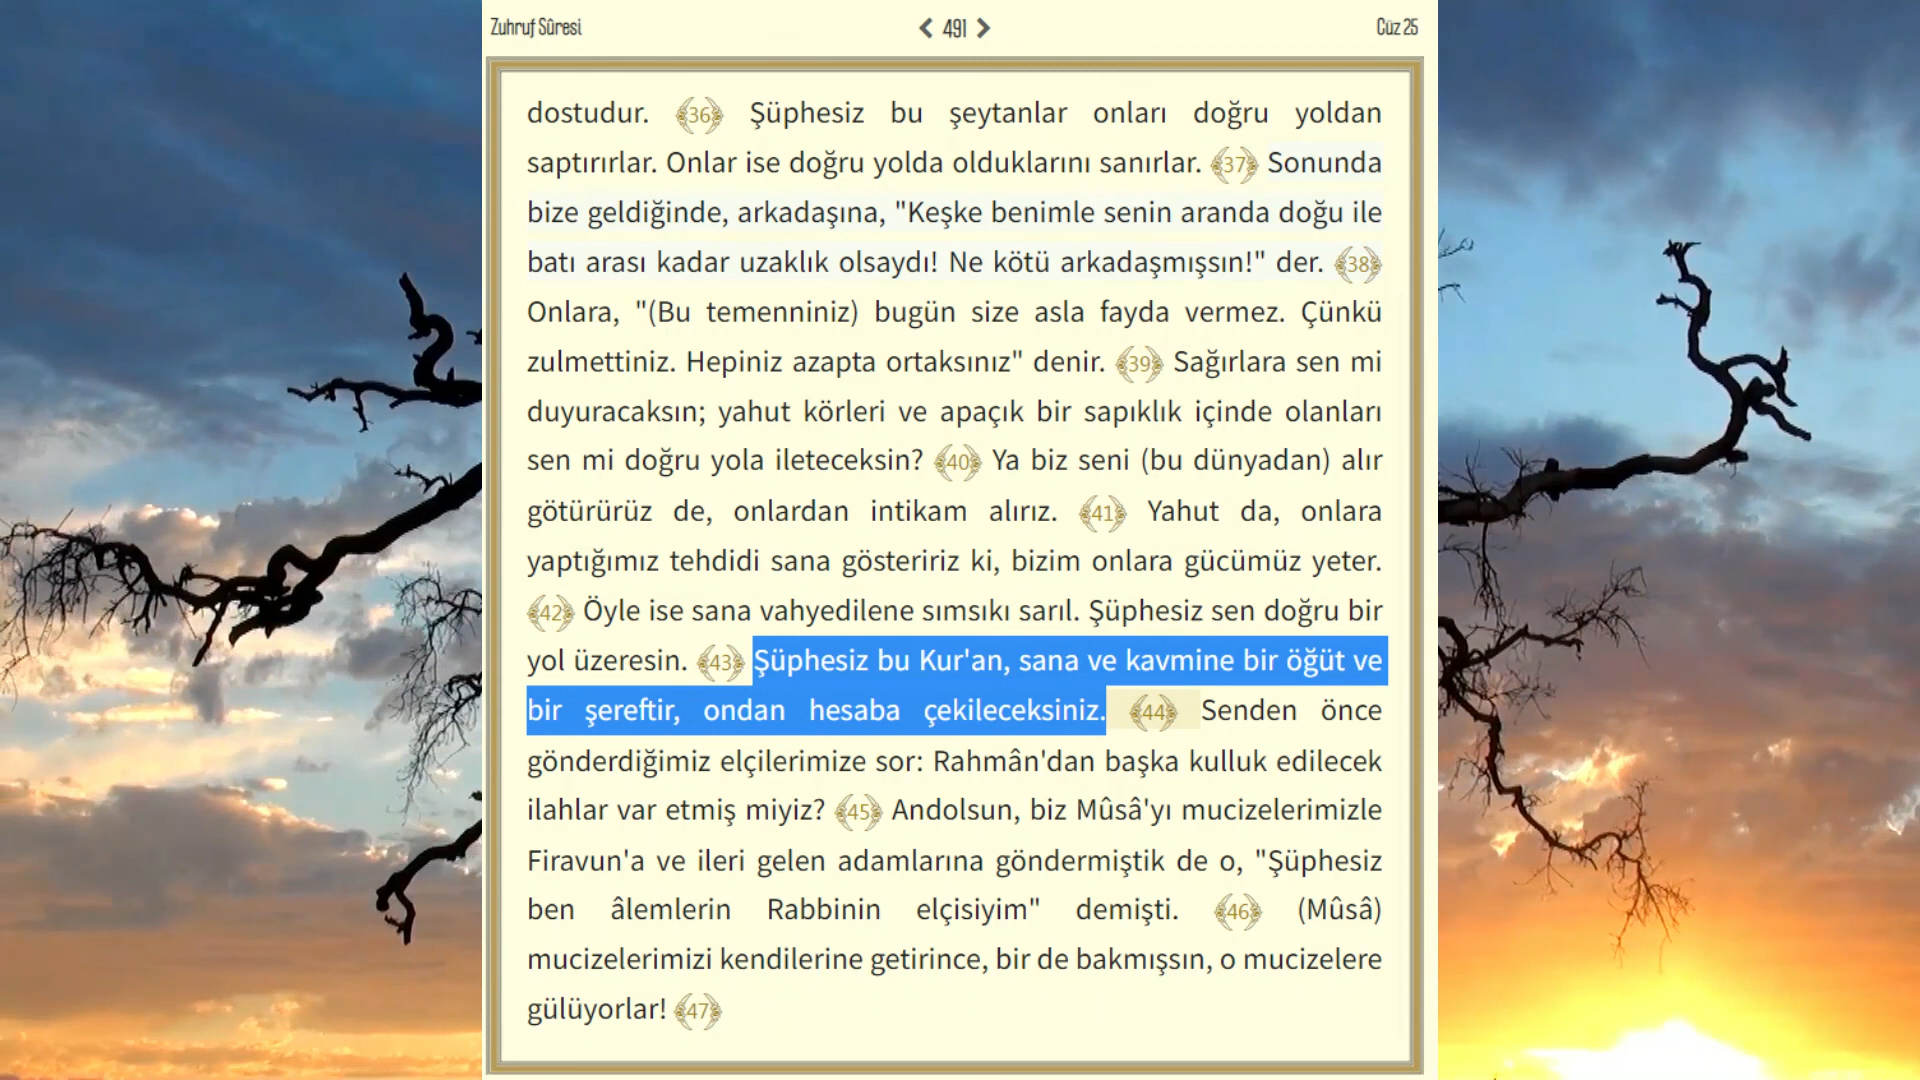 Zuhruf Sûresi
491
Cüz 25
dostudur. 36 Şüphesiz bu şeytanlar onları doğru yoldan
saptırırlar. Onlar ise doğru yolda olduklarını sanırlar. 37 Sonunda
bize geldiğinde, arkadaşına, "Keşke benimle senin aranda doğu ile
batı arası kadar uzaklık olsaydı! Ne kötü arkadaşmışsın!" der. 38
Onlara, "(Bu temenniniz) bugün size asla fayda vermez. Çünkü
zulmettiniz. Hepiniz azapta ortaksınız" denir. 39 Sağırlara sen mi
duyuracaksın; yahut körleri ve apaçık bir sapıklık içinde olanları
sen mi doğru yola ileteceksin? 40 Ya biz seni (bu dünyadan) alır
götürürüz de, onlardan intikam alırız. 41 Yahut da, onlara
yaptığımız tehdidi sana gösteririz ki, bizim onlara gücümüz yeter.
42 Öyle ise sana vahyedilene sımsıkı sarıl. Şüphesiz sen doğru bir
yol üzeresin. 43 Şüphesiz bu Kur'an, sana ve kavmine bir öğüt ve
bir şereftir, ondan hesaba çekileceksiniz. 44 Senden önce
gönderdiğimiz elçilerimize sor: Rahmân'dan başka kulluk edilecek
ilahlar var etmiş miyiz? 45 Andolsun, biz Mûsâ'yı mucizelerimizle
Firavun'a ve ileri gelen adamlarına göndermiştik de o, "Şüphesiz
ben âlemlerin Rabbinin elçisiyim" demişti. 46 (Mûsâ)
mucizelerimizi kendilerine getirince, bir de bakmışsın, o mucizelere
gülüyorlar! 47